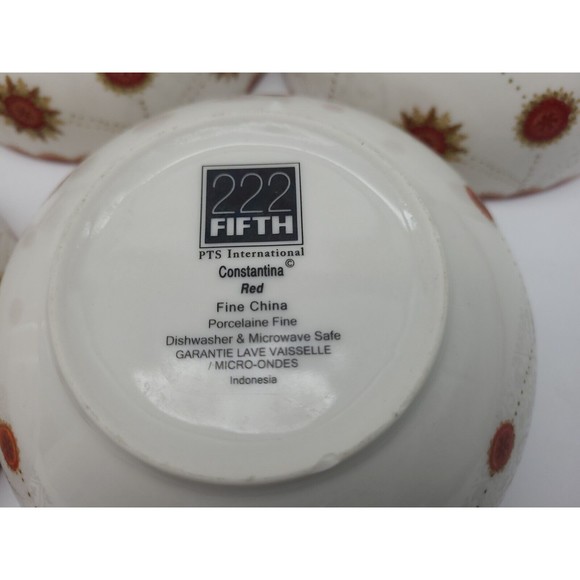 222
FIFTH
PTS International
Constantina©
Red
Fine China
Porcelaine Fine
Dishwasher & Microwave Safe
GARANTIE LAVE VAISSELLE
/ MICRO-ONDES
Indonesia